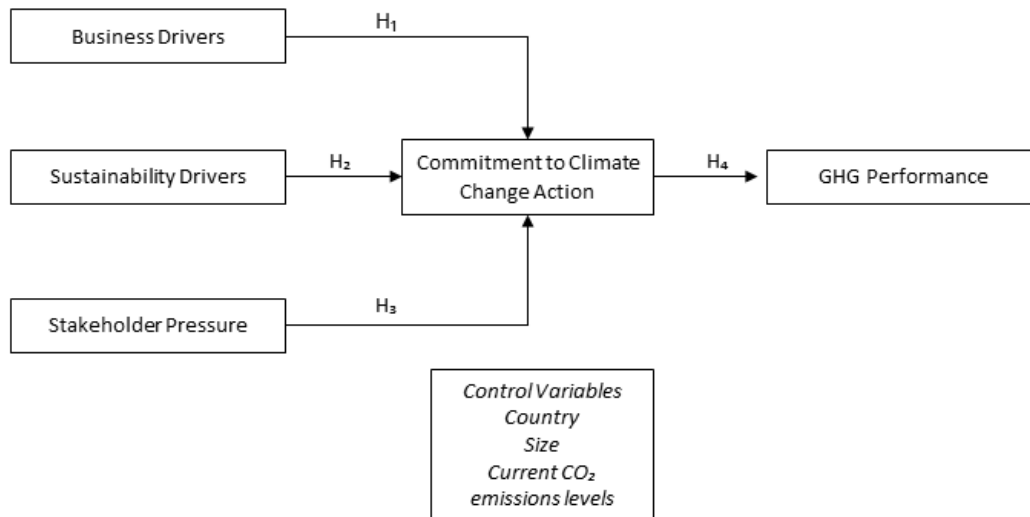 Business Drivers
H₁
Sustainability Drivers
H₂
Commitment to Climate
Change Action
H₄
GHG Performance
Stakeholder Pressure
H₃
Control Variables
Country
Size
Current CO₂
emissions levels